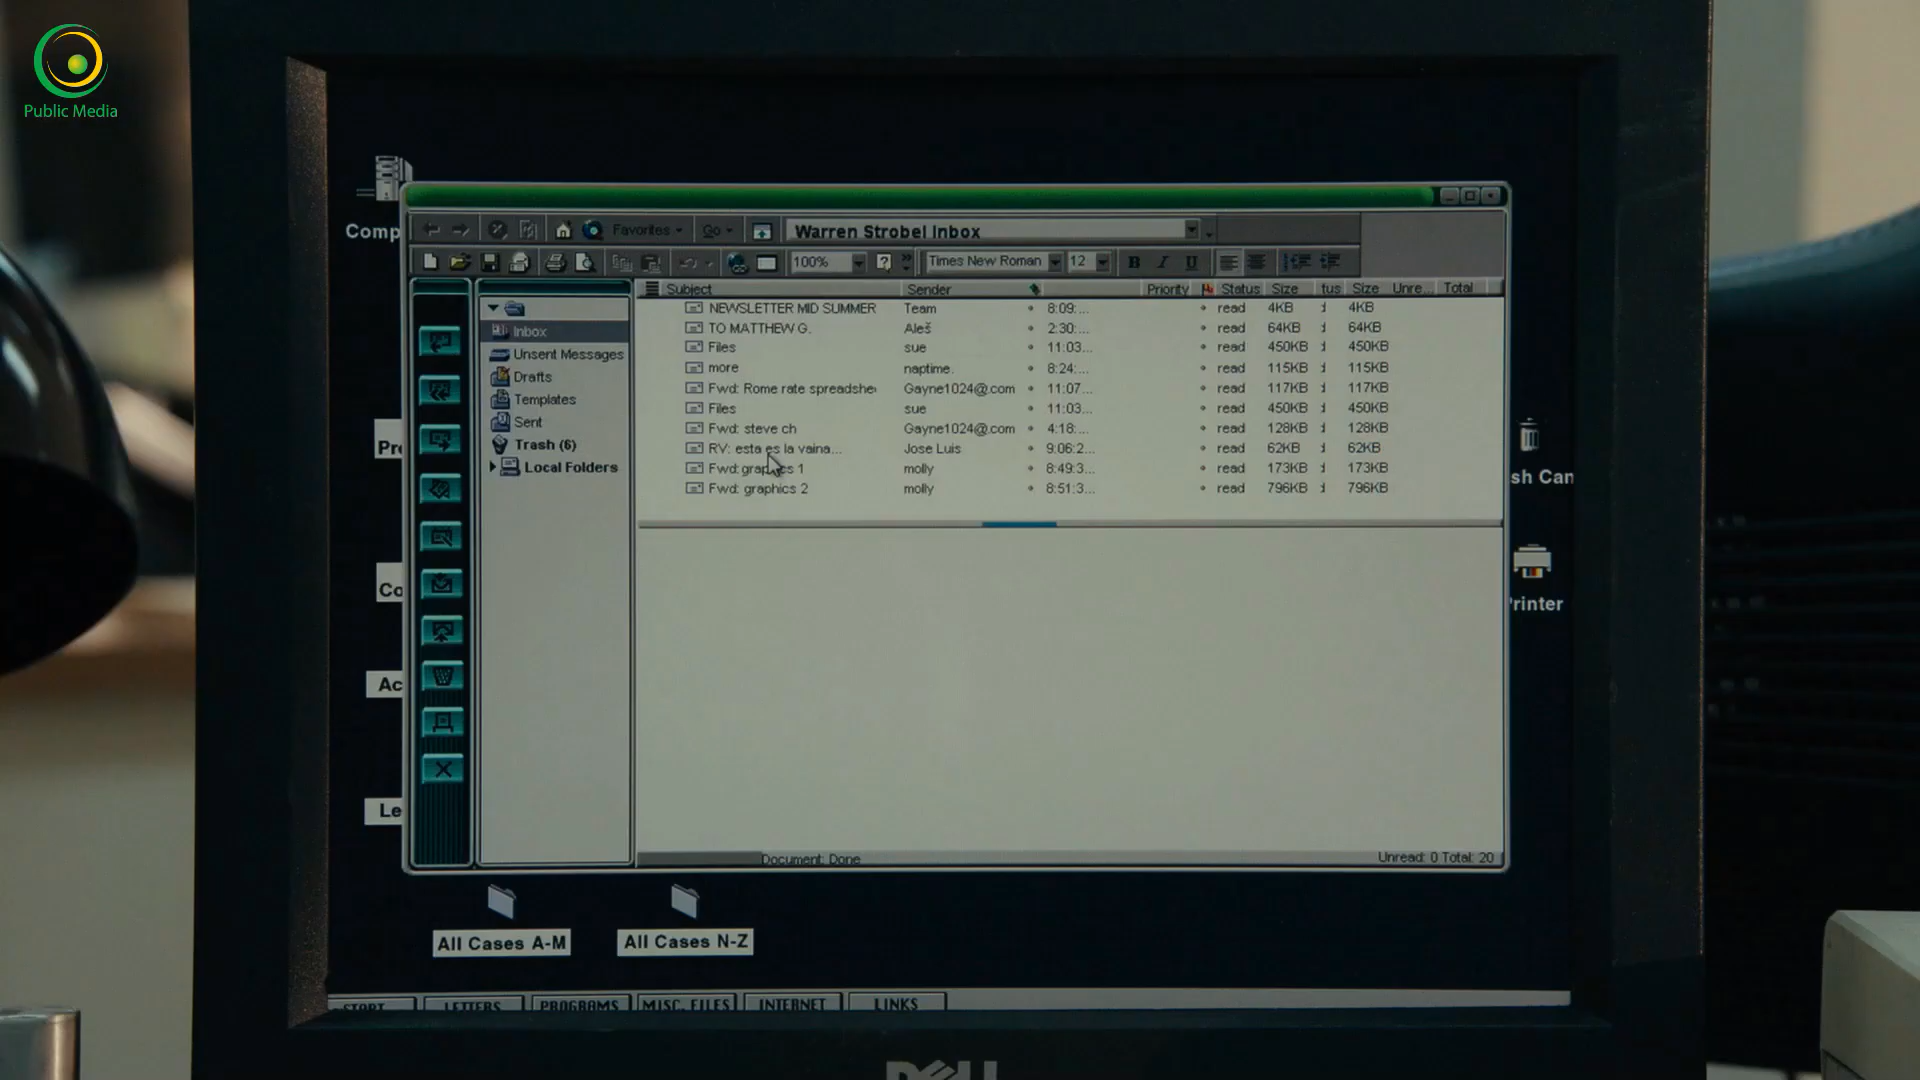 Public Media
Comp
Favorites
Go
Warren Strobel Inbox
100%
Times New Roman
12
B I U
Subject Sender Priority Status Size tus Size Unre... Total
NEWSLETTER MID SUMMER Team 8:09:... read 4KB 4KB
TO MATTHEW G. Aleš 2:30:... read 64KB 64KB
Files sue 11:03... read 450KB 450KB
more naptime. 8:24:... read 115KB 115KB
Fwd: Rome rate spreadshe Gayne1024@.com 11:07... read 117KB 117KB
Files sue 11:03... read 450KB 450KB
Fwd: steve ch Gayne1024@.com 4:18:... read 128KB 128KB
RV: esta es la vaina... Jose Luis 9:06:2... read 62KB 62KB
Fwd: graphics 1 molly 8:49:3... read 173KB 173KB
Fwd: graphics 2 molly 8:51:3... read 796KB 796KB
Inbox
Unsent Messages
Drafts
Templates
Sent
Trash (6)
Local Folders
Pr
Co
Ac
Le
sh Can
Printer
Document: Done
Unread: 0 Total: 20
All Cases A-M
All Cases N-Z
START LETTERS PROGRAMS MISC. FILES INTERNET LINKS
DELL